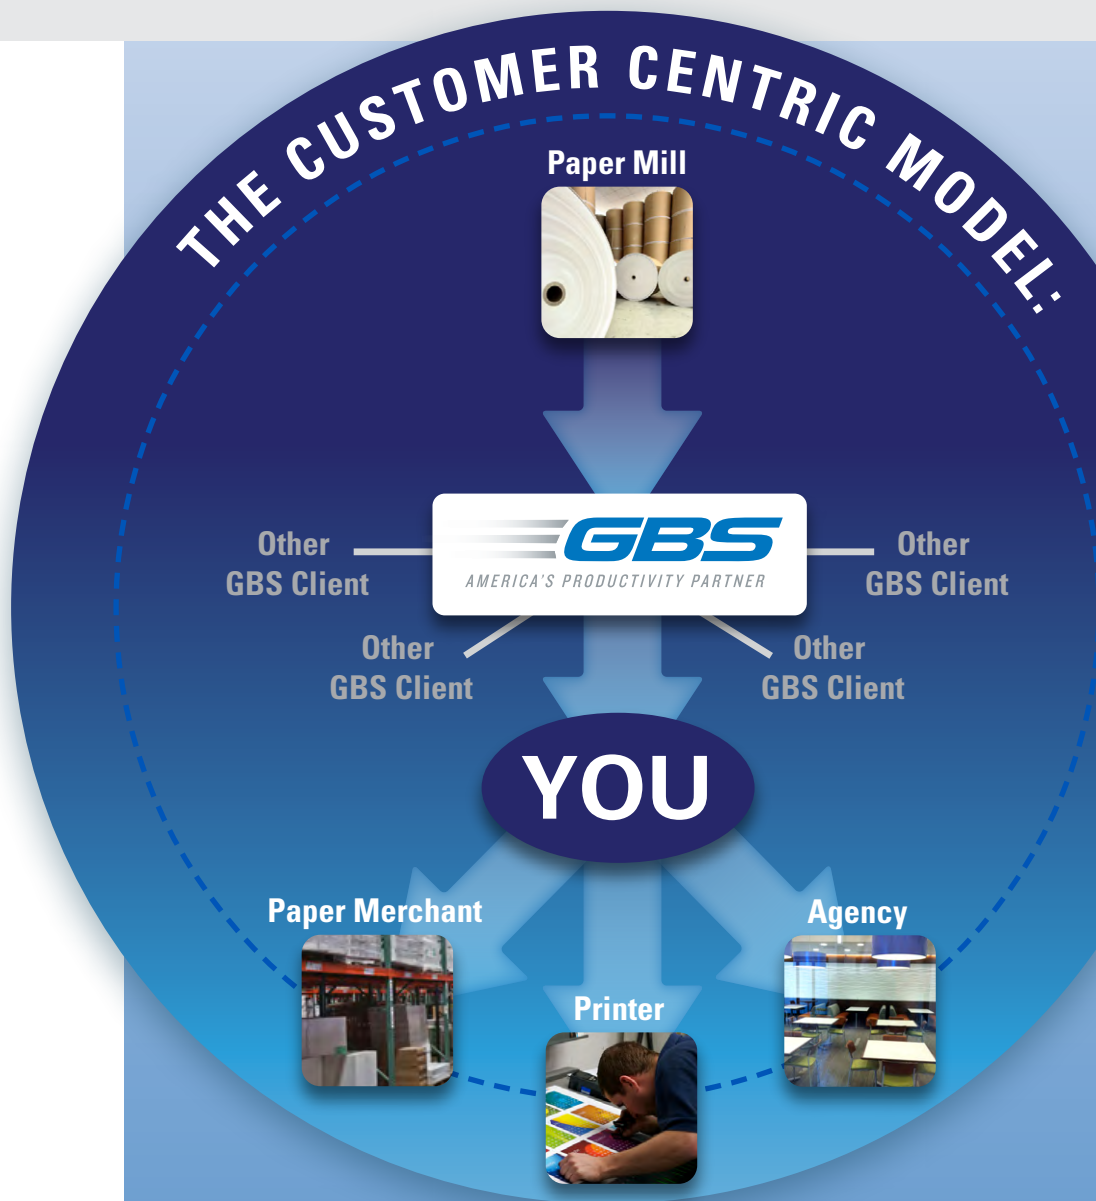 THE CUSTOMER CENTRIC MODEL:
Paper Mill
GBS
AMERICA'S PRODUCTIVITY PARTNER
Other
GBS Client
Other
GBS Client
Other
GBS Client
Other
GBS Client
YOU
Paper Merchant
Agency
Printer